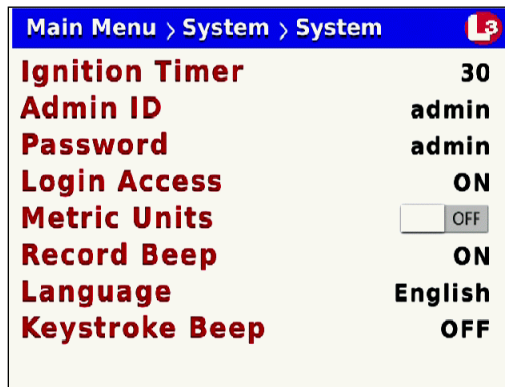 Main Menu > System > System L3
Ignition Timer 30
Admin ID admin
Password admin
Login Access ON
Metric Units OFF
Record Beep ON
Language English
Keystroke Beep OFF